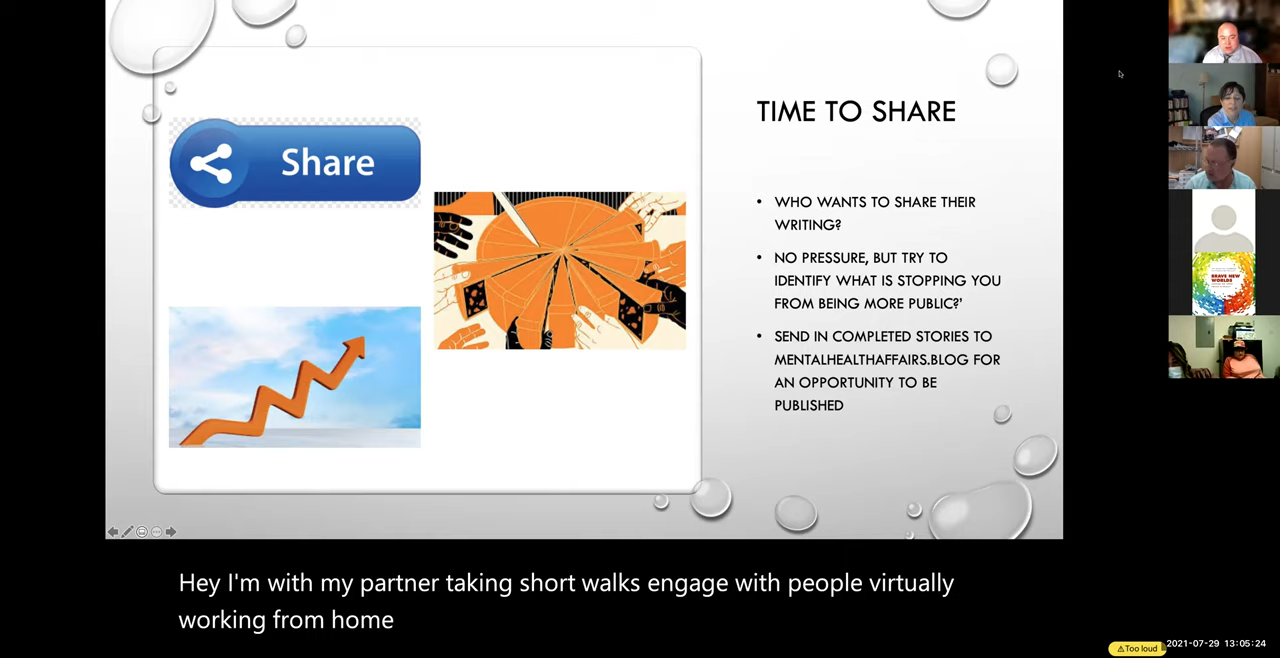 Share
TIME TO SHARE
• WHO WANTS TO SHARE THEIR
WRITING?
• NO PRESSURE, BUT TRY TO
IDENTIFY WHAT IS STOPPING YOU
FROM BEING MORE PUBLIC?'
• SEND IN COMPLETED STORIES TO
MENTALHEALTHAFFAIRS.BLOG FOR
AN OPPORTUNITY TO BE
PUBLISHED
BRAVE NEW
WORLDS
Hey I'm with my partner taking short walks engage with people virtually
working from home
⚠Too loud
2021-07-29 13:05:24